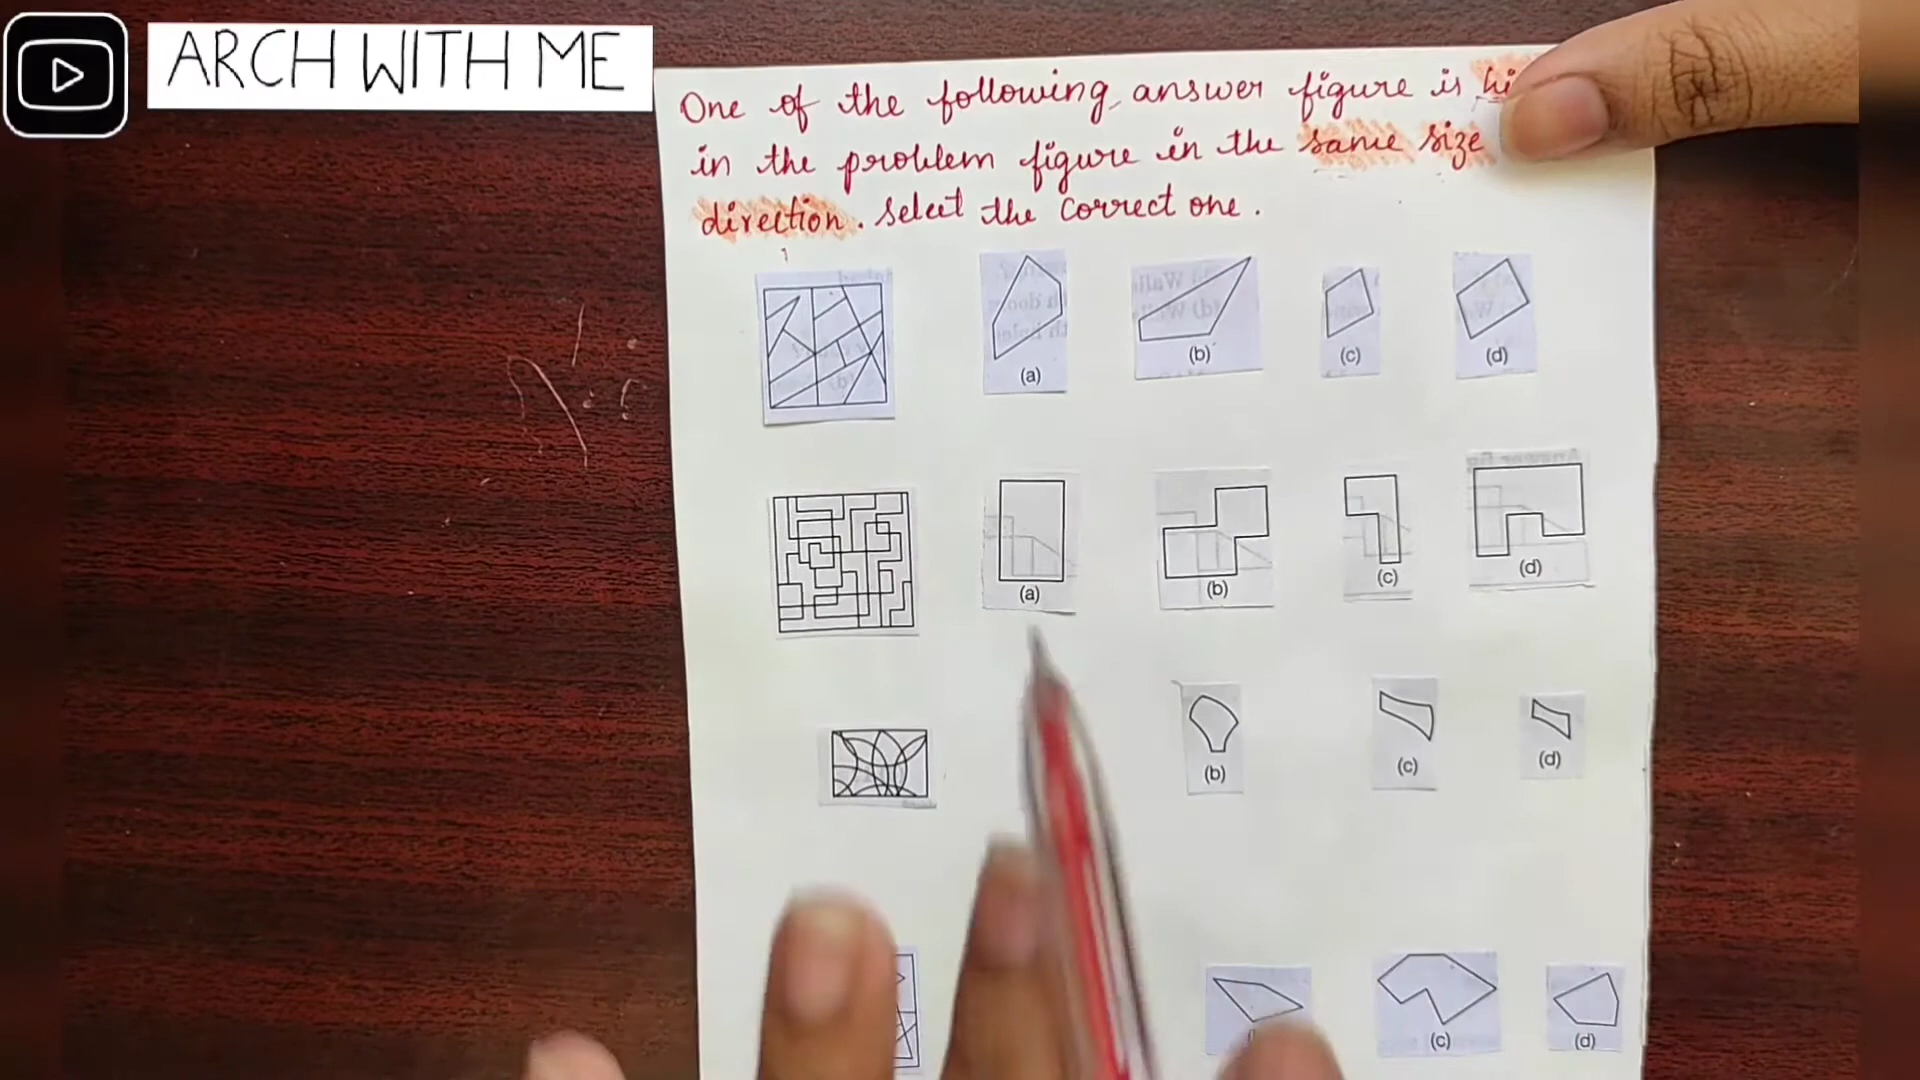 ARCH WITH ME
One of the following answer figure is hi
in the problem figure in the same size
direction. Select the correct one.
(a)
(b)
(c)
(d)
(a)
(b)
(c)
(d)
(b)
(c)
(d)
(c)
(d)